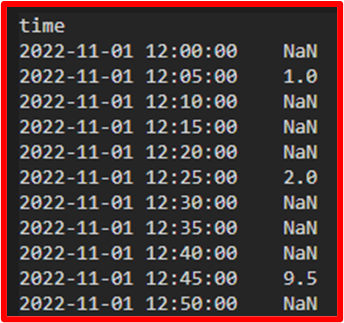 time
2022-11-01 12:00:00    NaN
2022-11-01 12:05:00    1.0
2022-11-01 12:10:00    NaN
2022-11-01 12:15:00    NaN
2022-11-01 12:20:00    NaN
2022-11-01 12:25:00    2.0
2022-11-01 12:30:00    NaN
2022-11-01 12:35:00    NaN
2022-11-01 12:40:00    NaN
2022-11-01 12:45:00    9.5
2022-11-01 12:50:00    NaN